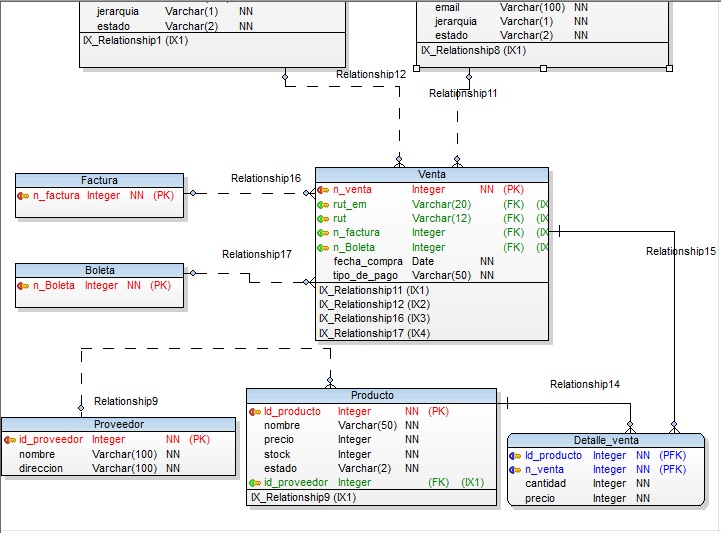 jerarquia Varchar(1) NN
estado Varchar(2) NN
IX_Relationship1 (IX1)
email Varchar(100) NN
jerarquia Varchar(1) NN
estado Varchar(2) NN
IX_Relationship8 (IX1)
Relationship12
Relationship11
Factura
n_factura Integer NN (PK)
Relationship16
Venta
n_venta Integer NN (PK)
rut_em Varchar(20) (FK) (IX
rut Varchar(12) (FK) (IX
n_factura Integer (FK) (IX
n_Boleta Integer (FK) (IX
fecha_compra Date NN
tipo_de_pago Varchar(50) NN
IX_Relationship11 (IX1)
IX_Relationship12 (IX2)
IX_Relationship16 (IX3)
IX_Relationship17 (IX4)
Relationship17
Boleta
n_Boleta Integer NN (PK)
Relationship15
Relationship9
Proveedor
id_proveedor Integer NN (PK)
nombre Varchar(100) NN
direccion Varchar(100) NN
Producto
Id_producto Integer NN (PK)
nombre Varchar(50) NN
precio Integer NN
stock Integer NN
estado Varchar(2) NN
id_proveedor Integer (FK) (IX1)
IX_Relationship9 (IX1)
Relationship14
Detalle_venta
Id_producto Integer NN (PFK)
n_venta Integer NN (PFK)
cantidad Integer NN
precio Integer NN